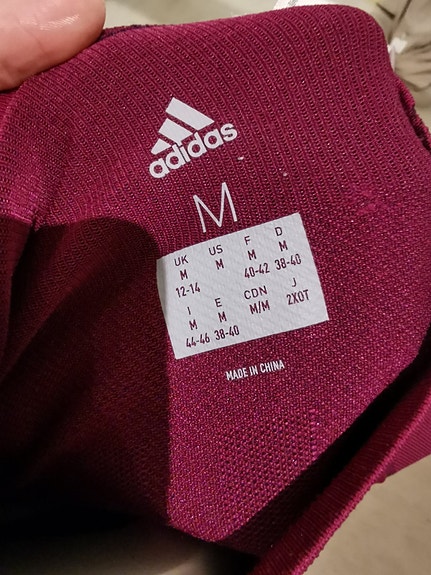 adidas
M
UK US F D
M M M M
12-14 40-42 38-40
I E CDN J
M M M/M 2XOT
44-46 38-40
MADE IN CHINA